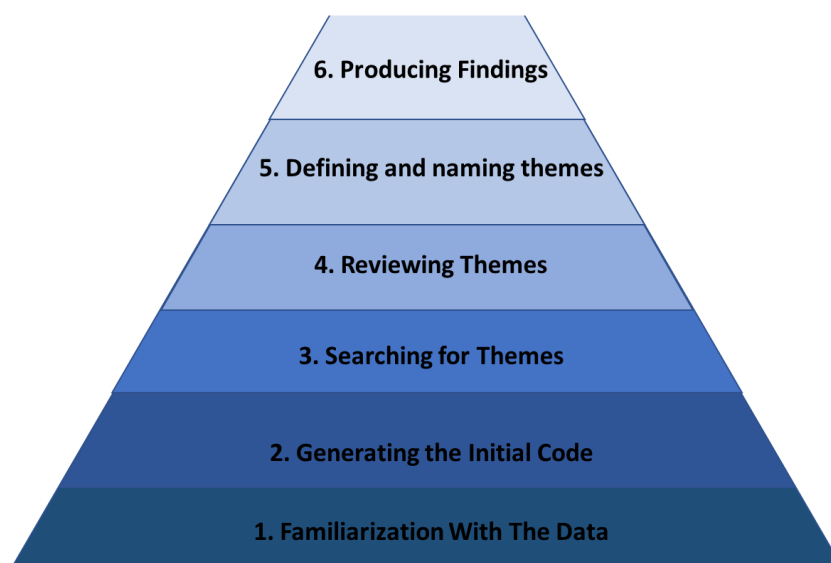 6. Producing Findings
5. Defining and naming themes
4. Reviewing Themes
3. Searching for Themes
2. Generating the Initial Code
1. Familiarization With The Data